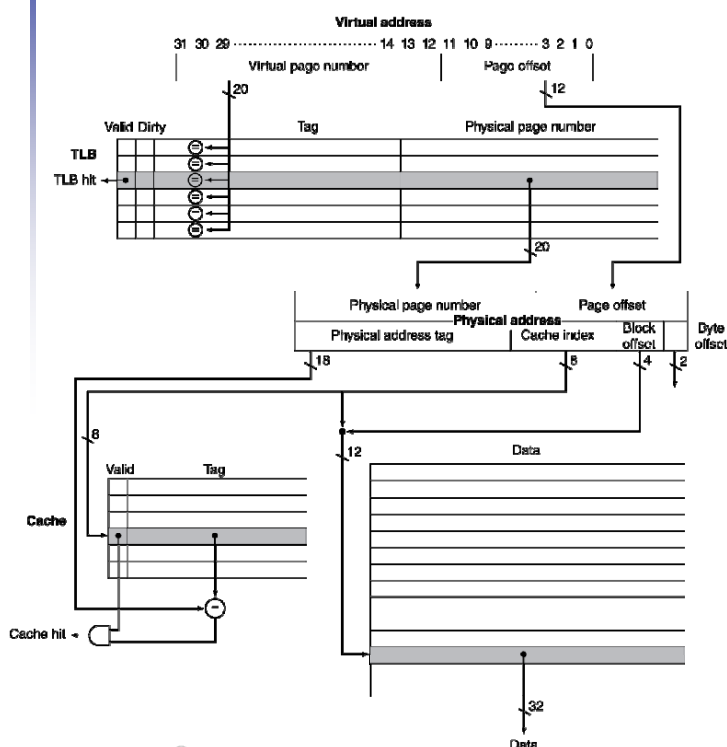 Virtual address
31 30 29 ··················· 14 13 12 11 10 9 ········ 3 2 1 0
Virtual page number Page offset
20 12
Valid Dirty Tag Physical page number
TLB
=
=
TLB hit =
=
=
=
20
Physical page number Page offset
Physical address
Physical address tag Cache index Block offset Byte offset
18 8 4 2
8
12
Data
Valid Tag
Cache
=
Cache hit
32
Data